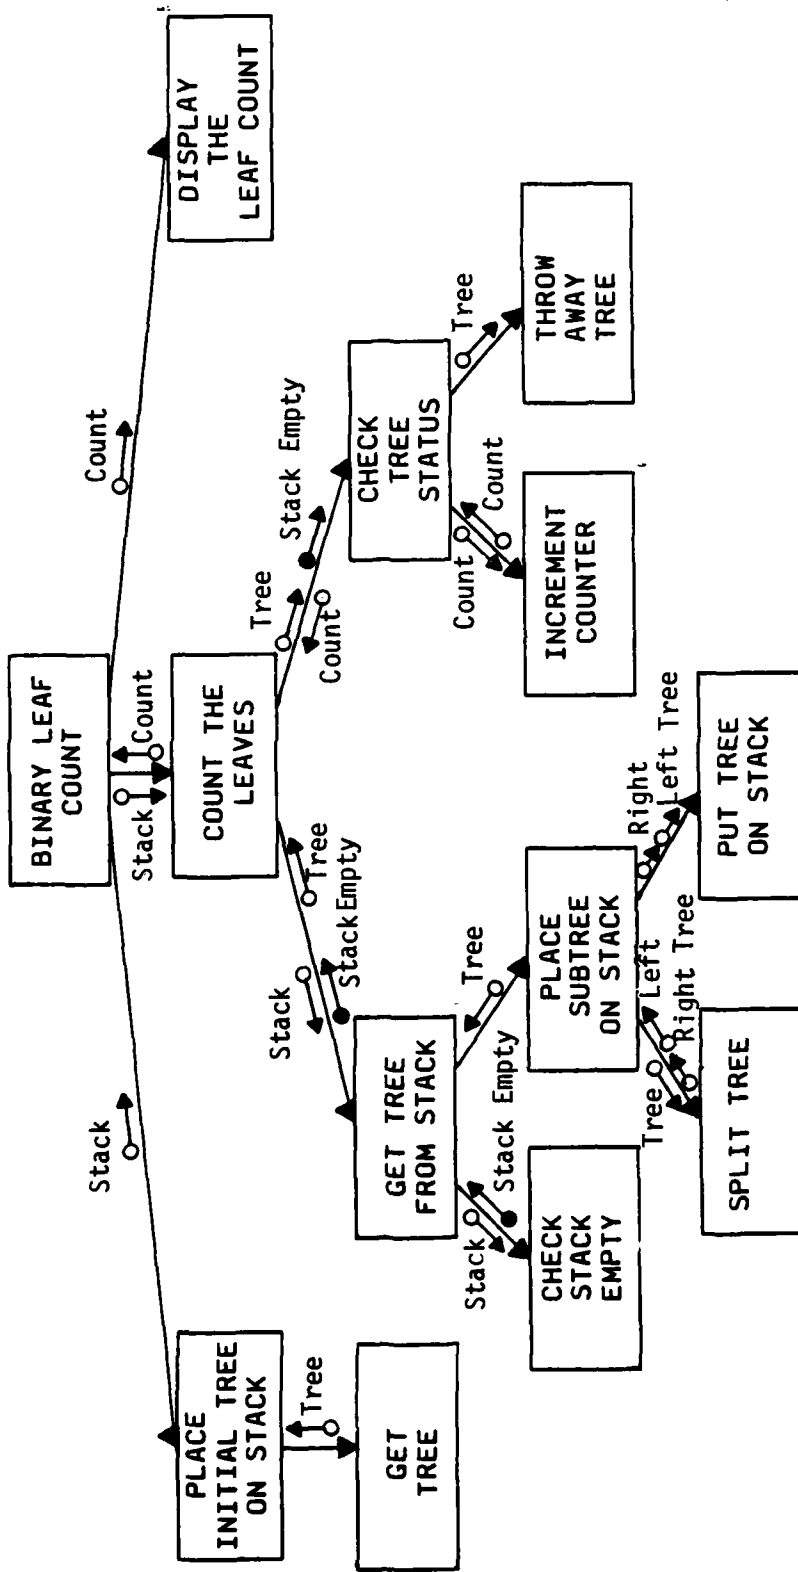 BINARY LEAF
COUNT
Stack
Stack
Count
Count
PLACE
INITIAL TREE
ON STACK
COUNT THE
LEAVES
DISPLAY
THE
LEAF COUNT
Tree
GET
TREE
Stack
Tree
Stack Empty
Tree
Stack Empty
Count
GET TREE
FROM STACK
CHECK
TREE
STATUS
Stack
Stack Empty
Tree
Count
Count
Tree
CHECK
STACK
EMPTY
PLACE
SUBTREE
ON STACK
INCREMENT
COUNTER
THROW
AWAY
TREE
Tree
Left
Right Tree
Right
Left Tree
SPLIT TREE
PUT TREE
ON STACK